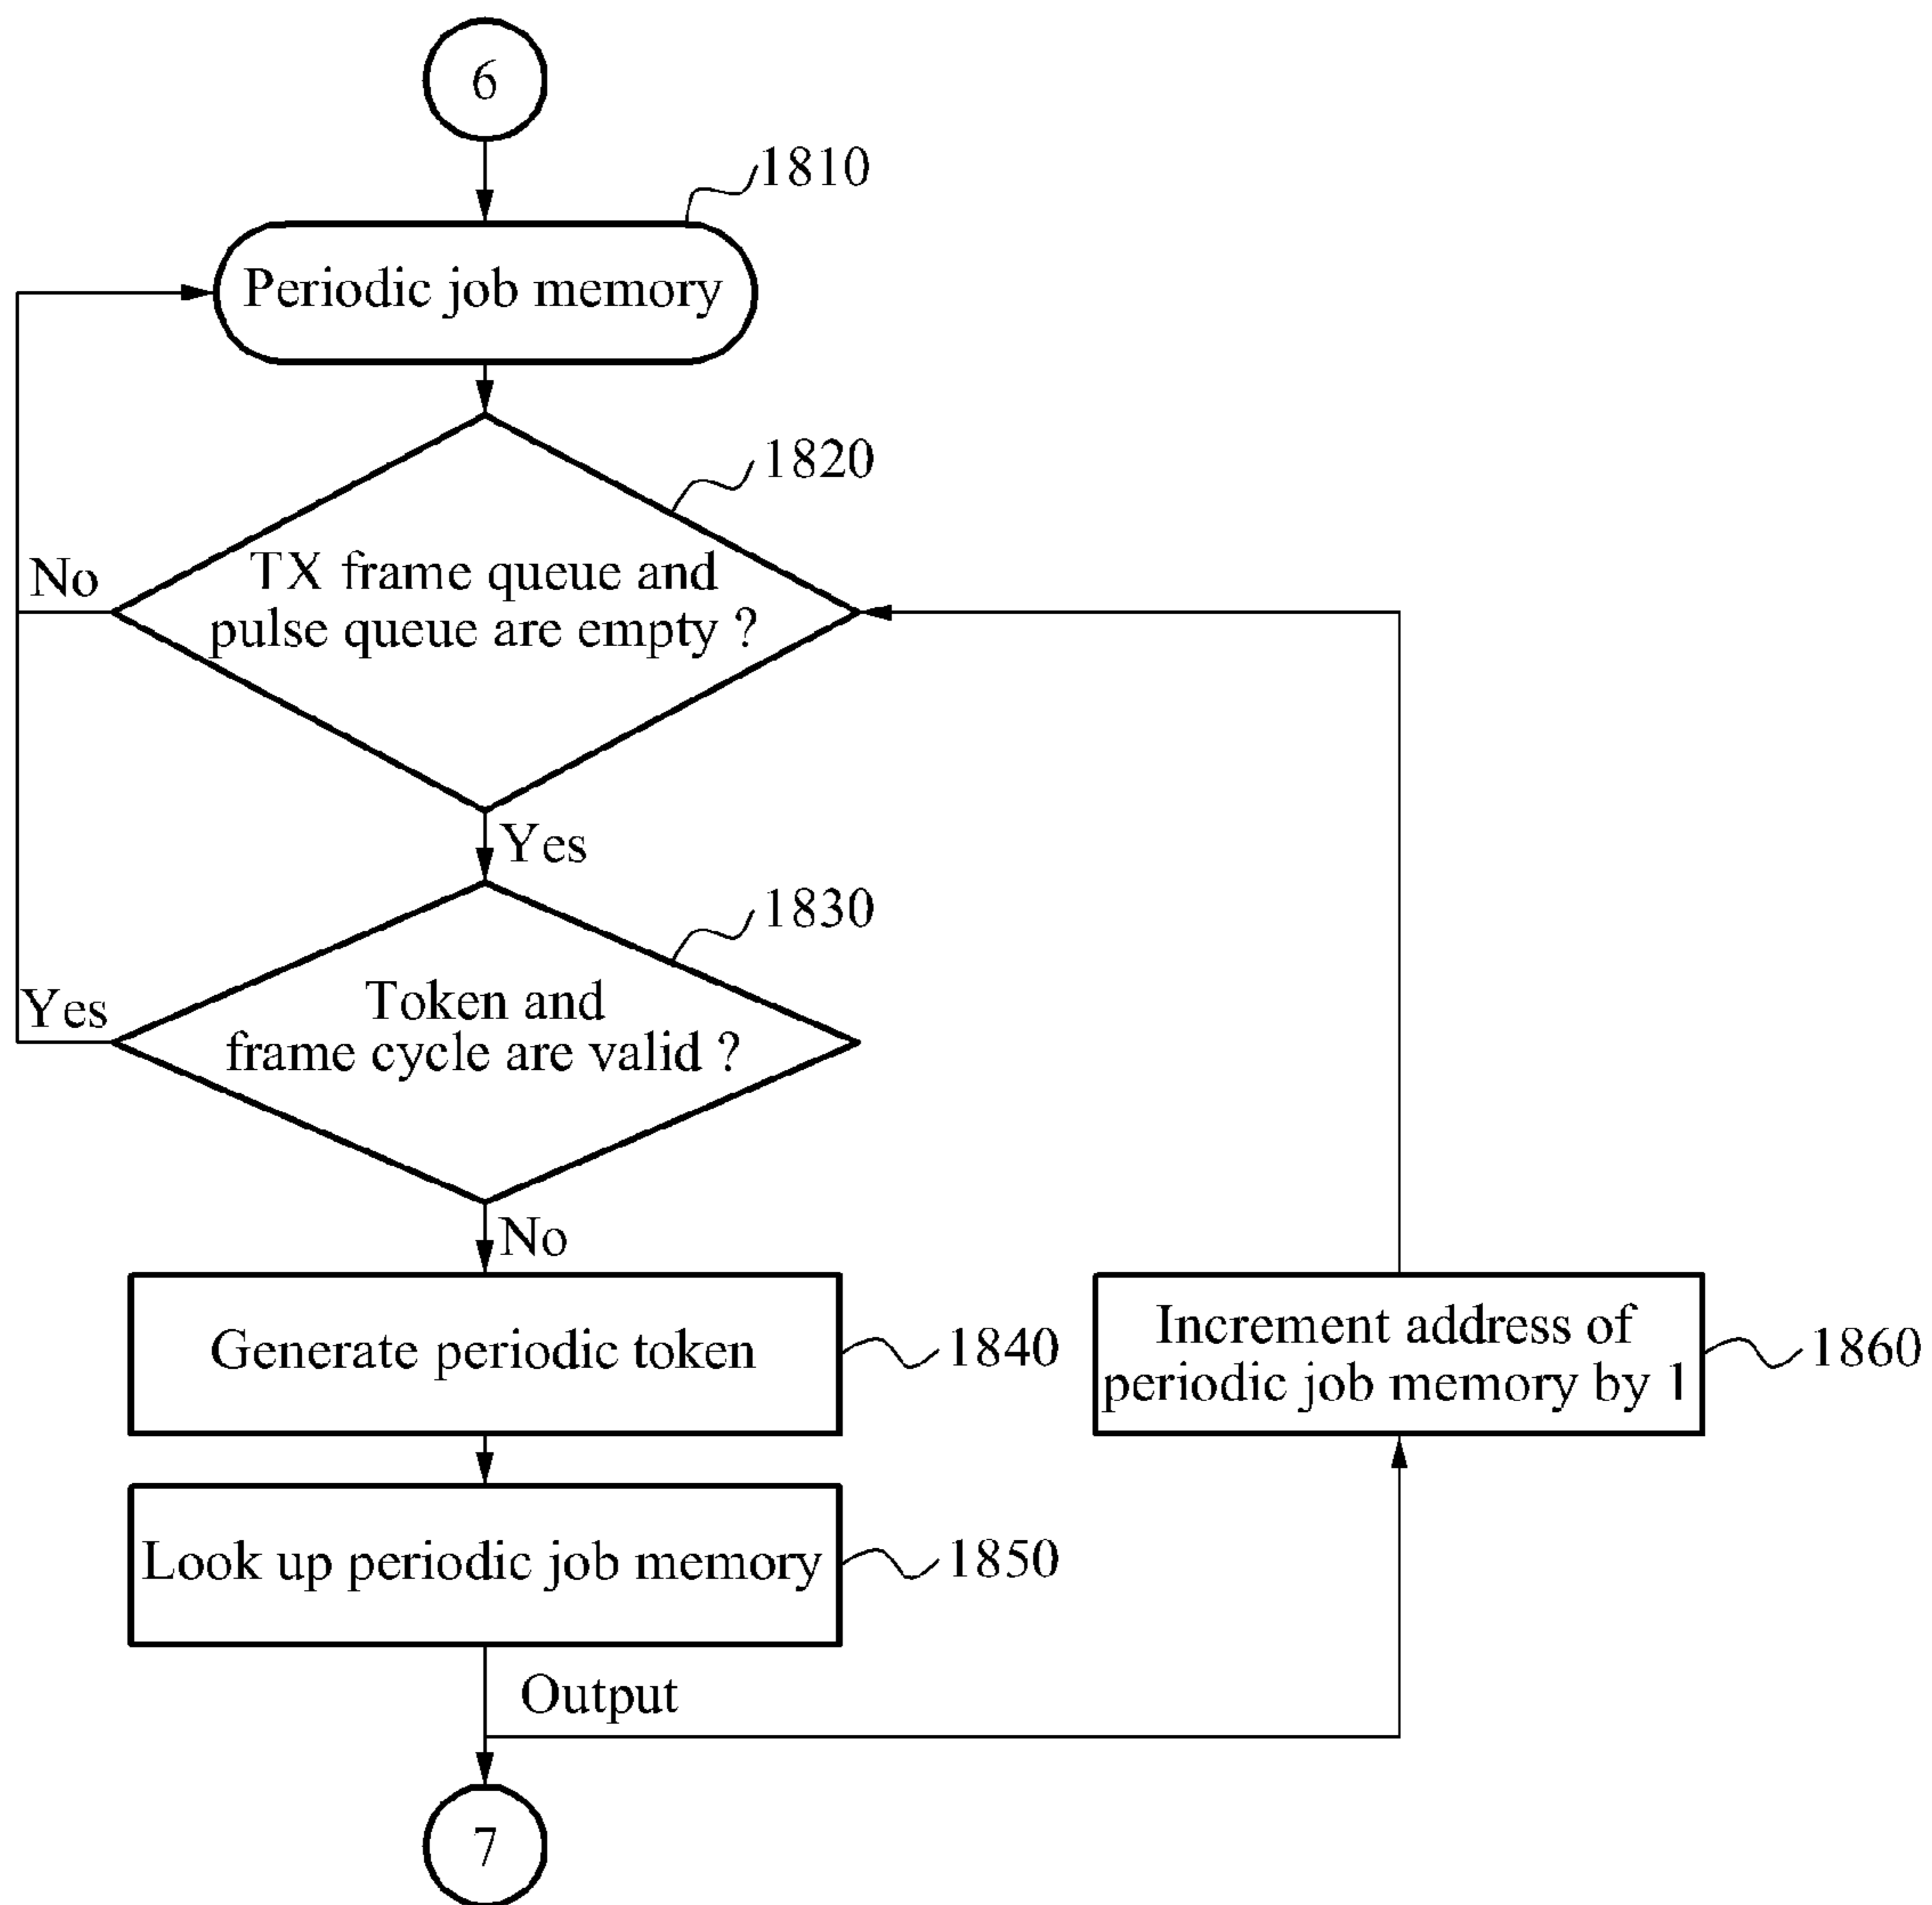 6
1810
Periodic job memory
1820
TX frame queue and
pulse queue are empty ?
No
Yes
1830
Token and
frame cycle are valid ?
Yes
No
Generate periodic token
1840
Increment address of
periodic job memory by 1
1860
Look up periodic job memory
1850
Output
7